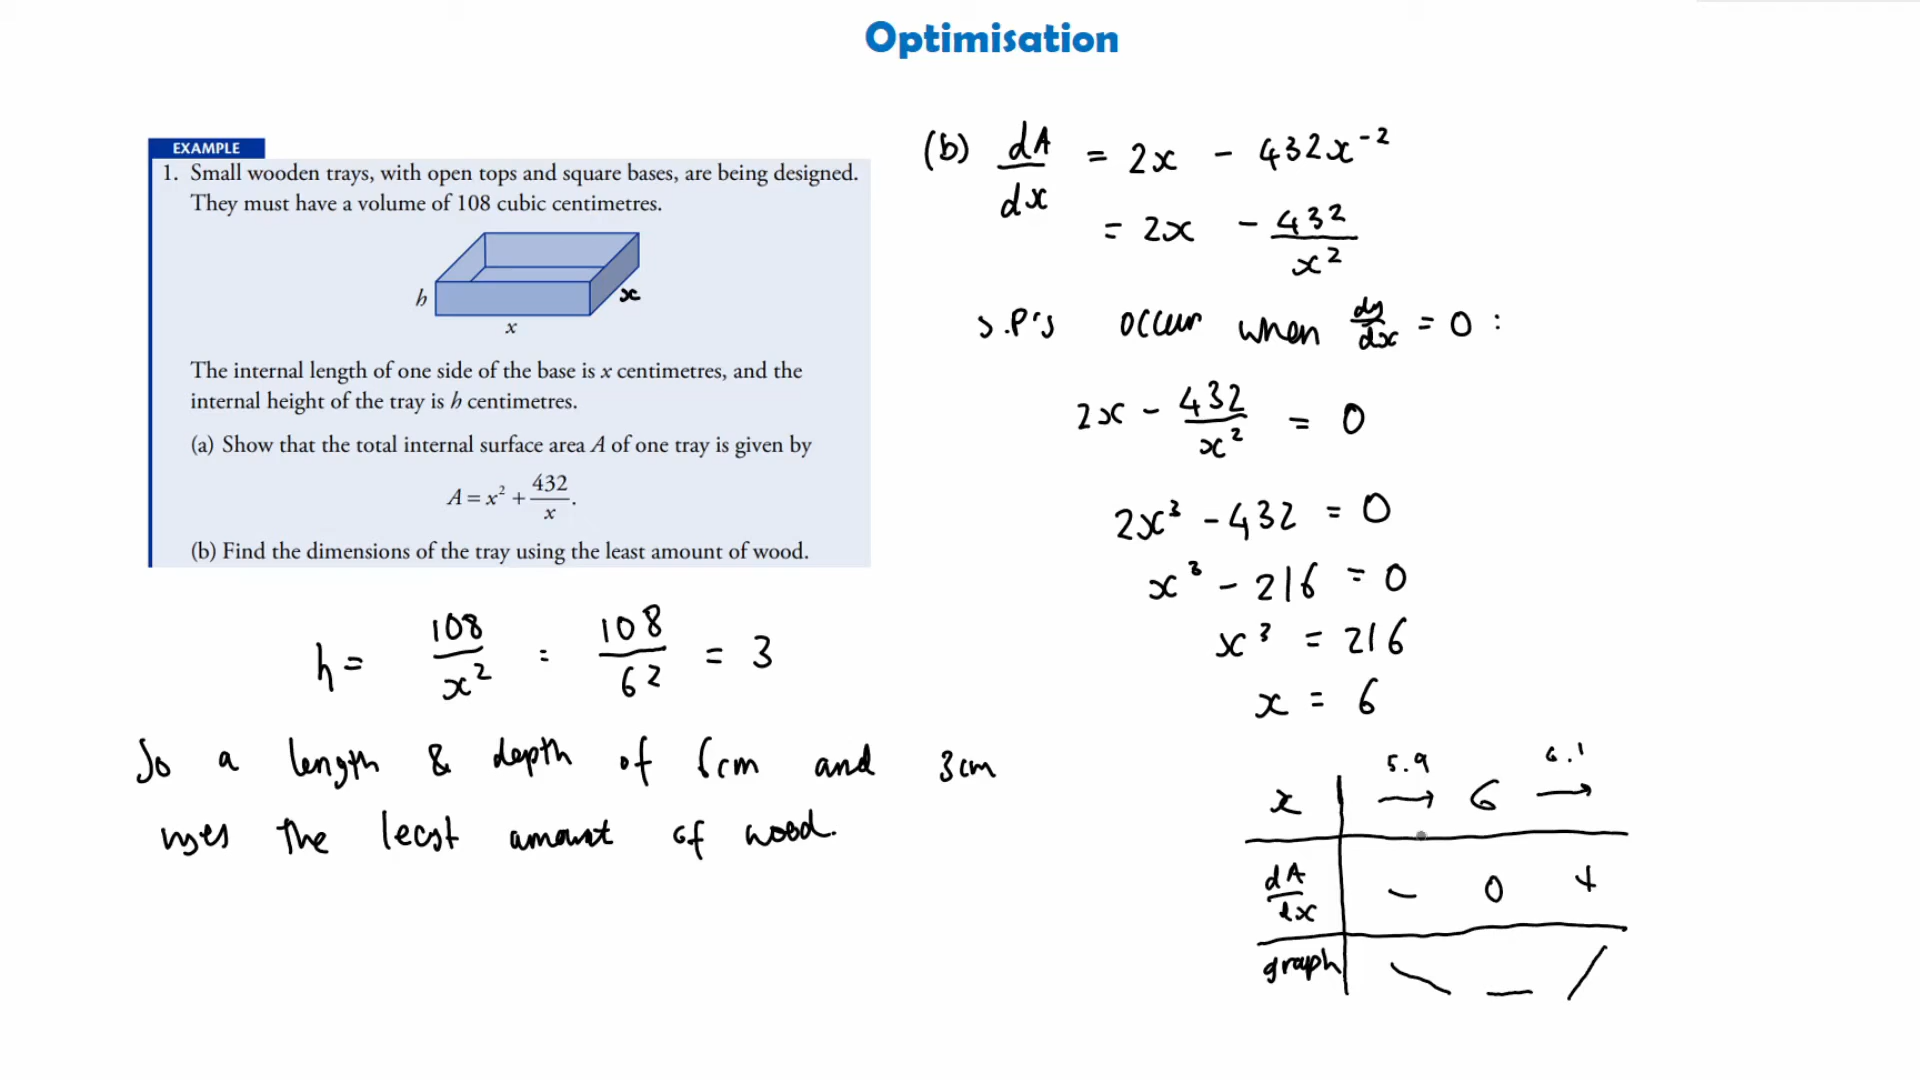 Optimisation
EXAMPLE
1. Small wooden trays, with open tops and square bases, are being designed.
They must have a volume of 108 cubic centimetres.
h
x
x
The internal length of one side of the base is x centimetres, and the
internal height of the tray is h centimetres.
(a) Show that the total internal surface area A of one tray is given by
A = x² + 432/x.
(b) Find the dimensions of the tray using the least amount of wood.
h = 108/x² = 108/6² = 3
So a length & depth of 6cm and 3cm
uses the least amount of wood.
(b) dA/dx = 2x - 432x⁻²
= 2x - 432/x²
S.P's occur when dy/dx = 0 :
2x - 432/x² = 0
2x³ - 432 = 0
x³ - 216 = 0
x³ = 216
x = 6
5.9 6.1
x → 6 →
dA/dx - 0 +
graph \ _ /